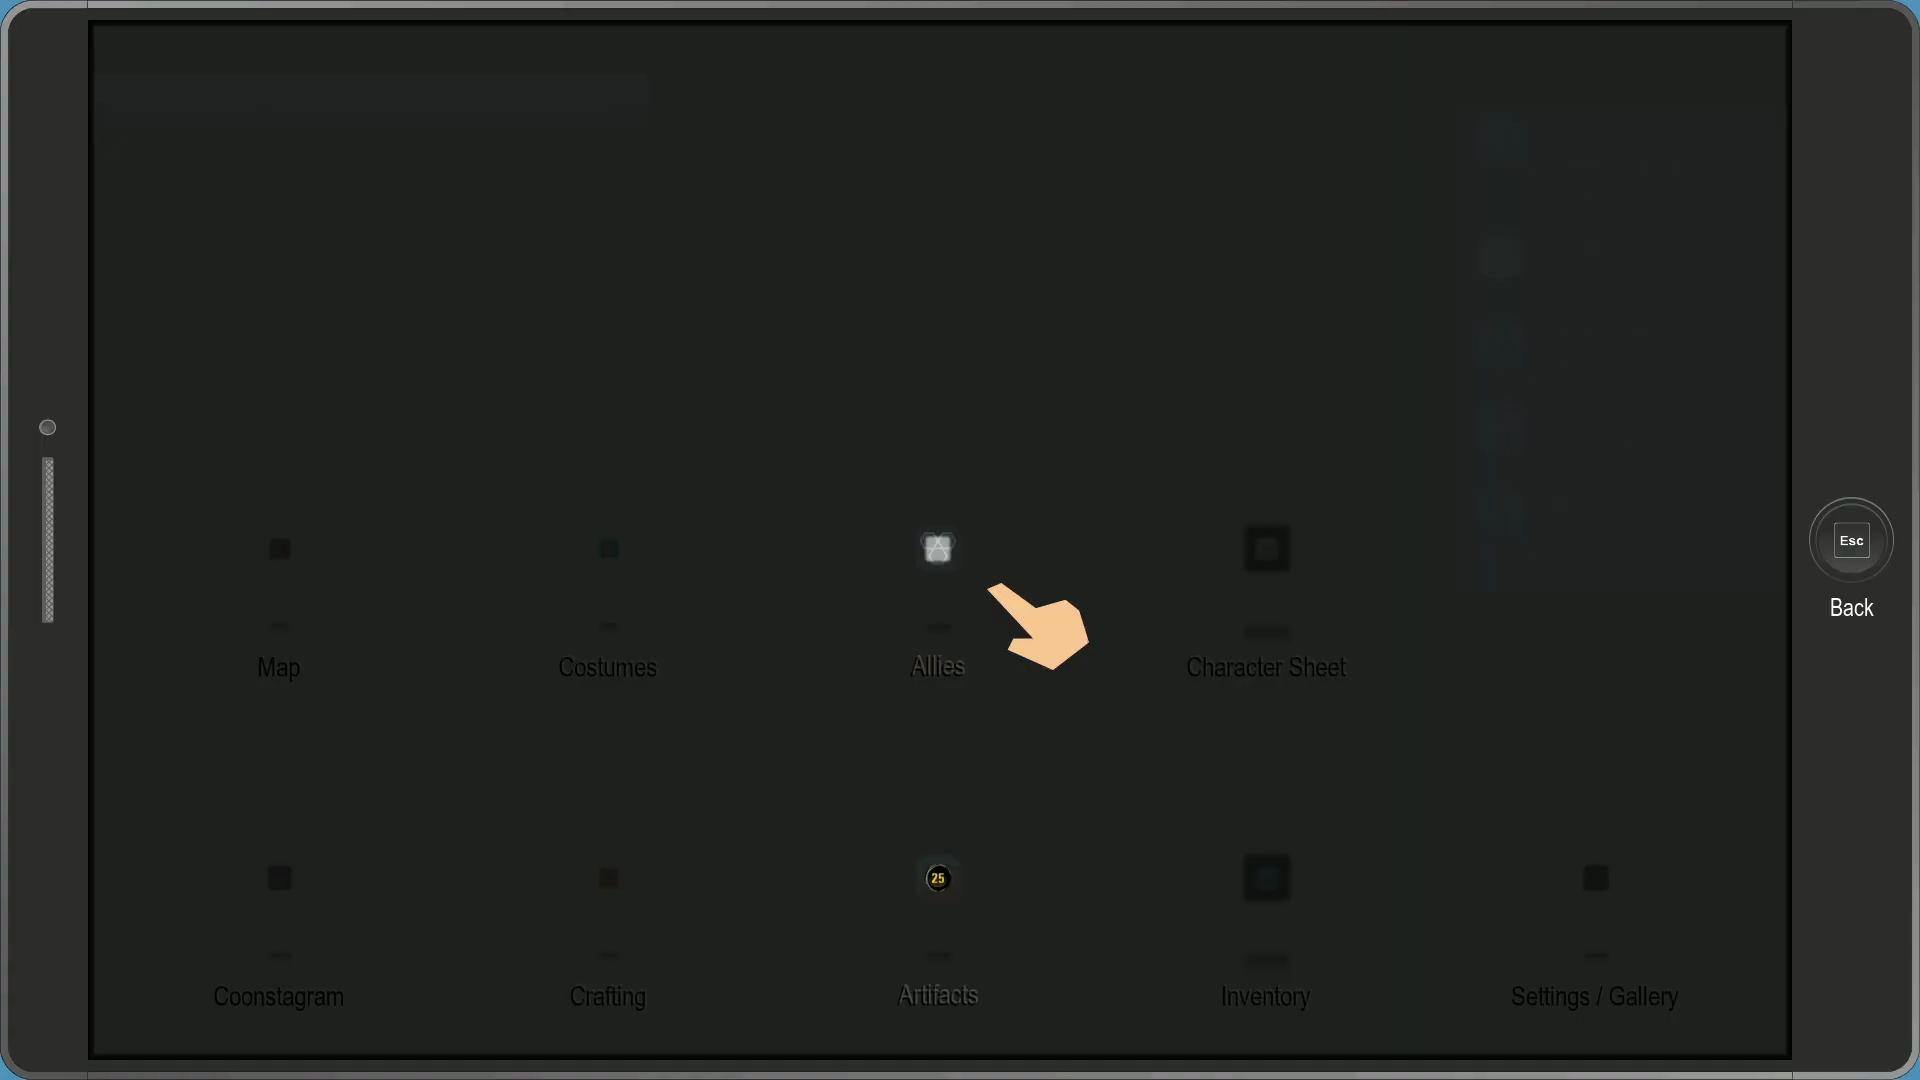 Esc
Back
Map
Costumes
Allies
Character Sheet
25
Coonstagram
Crafting
Artifacts
Inventory
Settings / Gallery